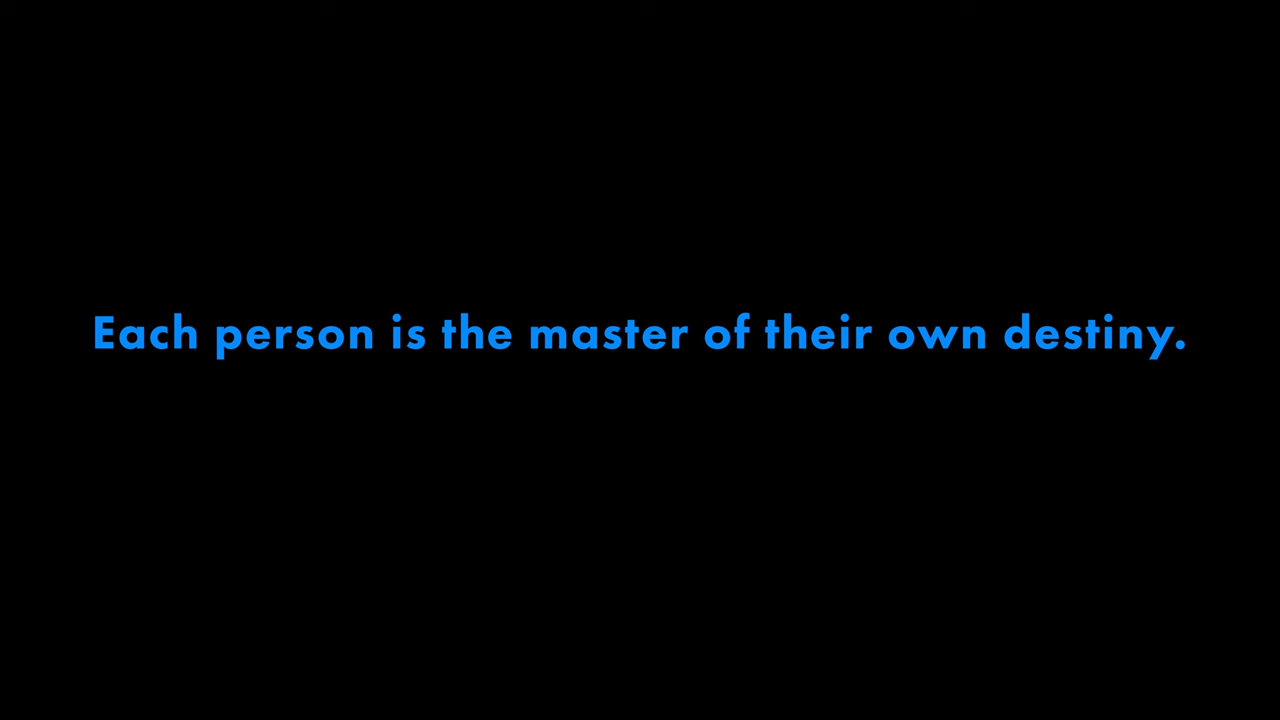 Each person is the master of their own destiny.